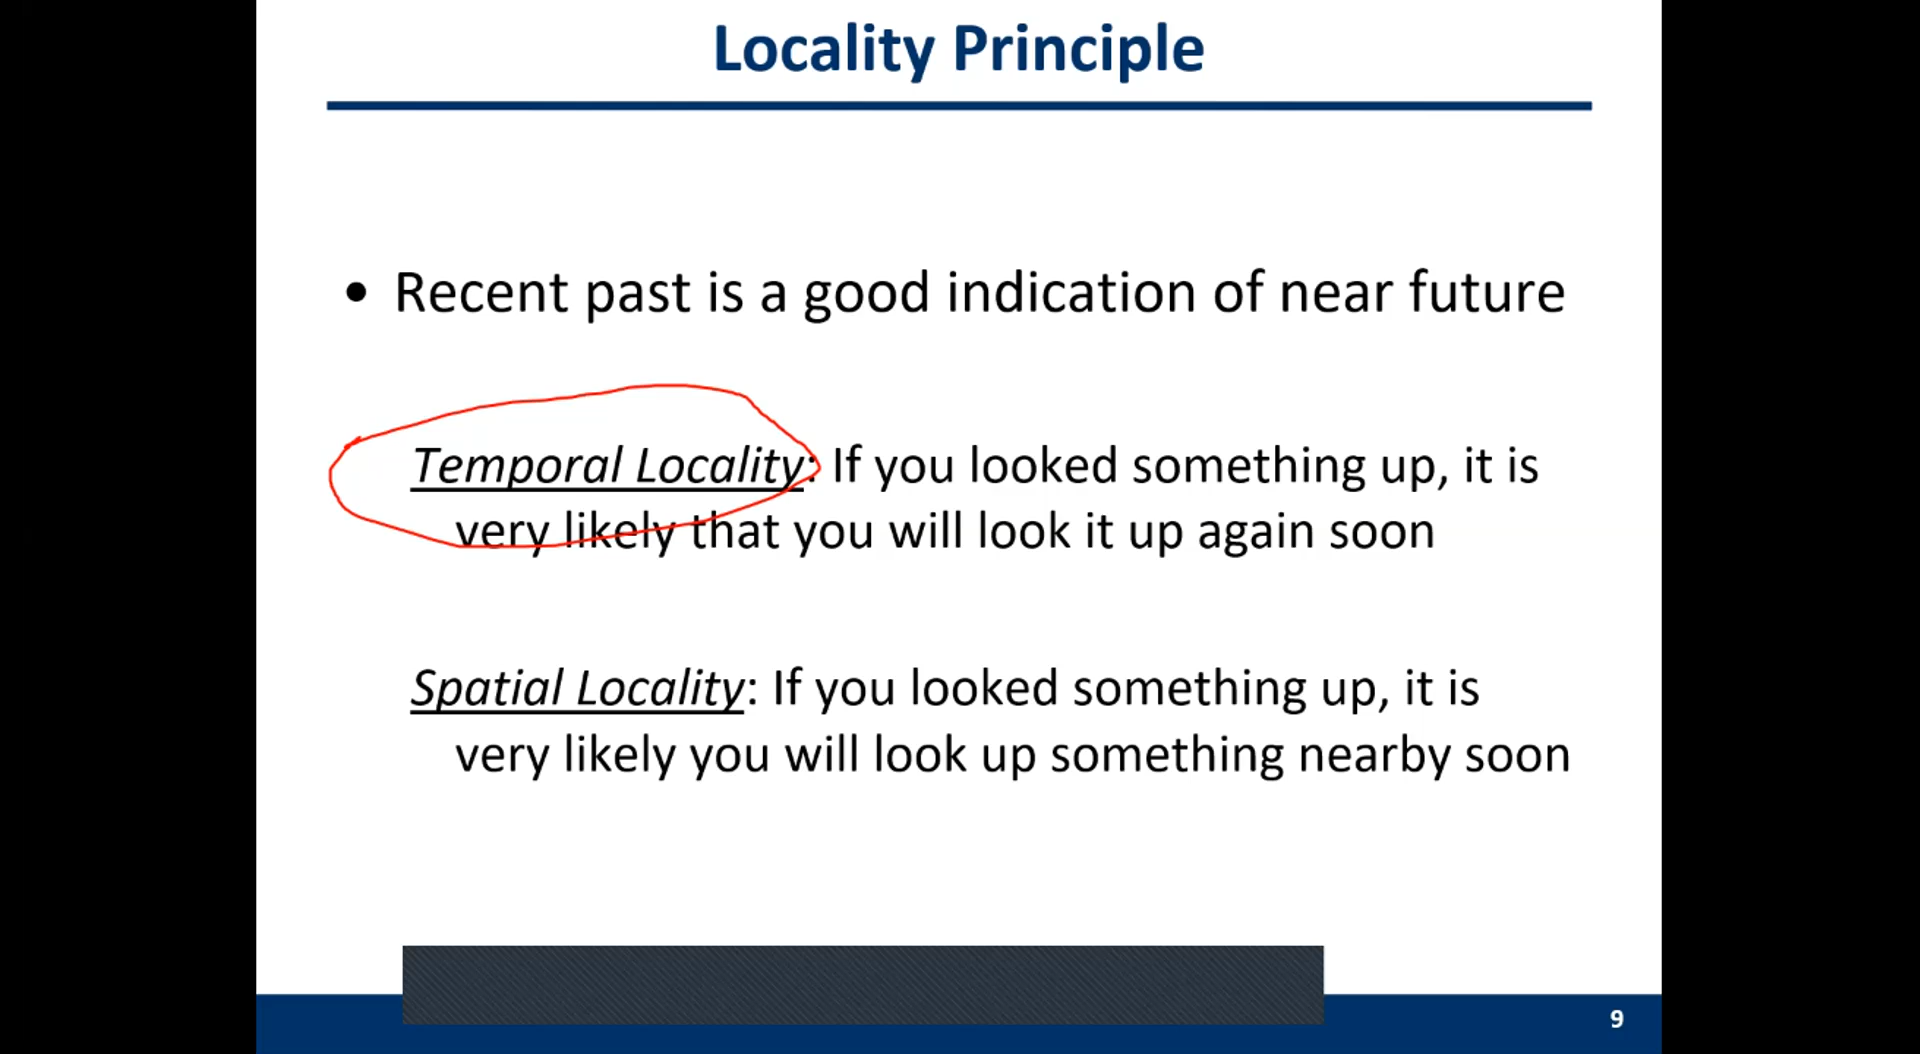 Locality Principle
• Recent past is a good indication of near future
Temporal Locality: If you looked something up, it is
very likely that you will look it up again soon
Spatial Locality: If you looked something up, it is
very likely you will look up something nearby soon
9